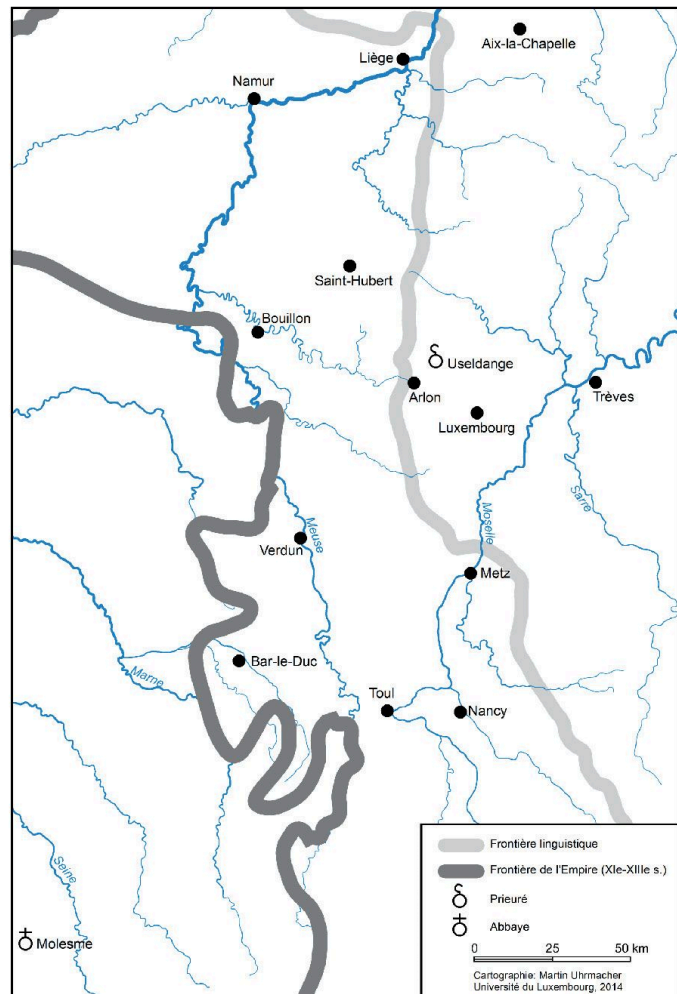 Aix-la-Chapelle
Liège
Namur
Saint-Hubert
Bouillon
Useldange
Arlon
Trèves
Luxembourg
Sarre
Moselle
Meuse
Verdun
Metz
Bar-le-Duc
Marne
Toul
Nancy
Seine
Molesme
Frontière linguistique
Frontière de l'Empire (XIe-XIIIe s.)
Prieuré
Abbaye
0 25 50 km
Cartographie: Martin Uhrmacher
Université du Luxembourg, 2014